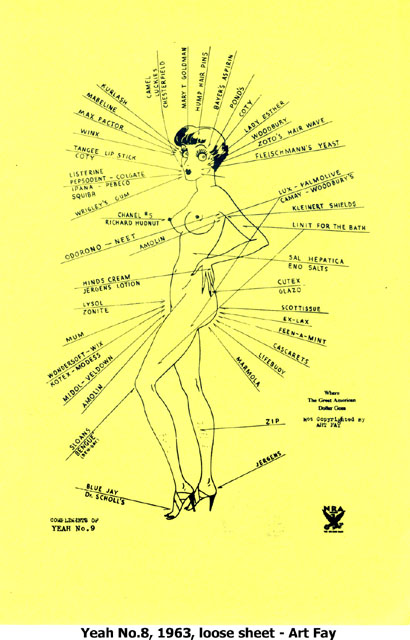 CAMEL
LUCKIES
CHESTERFIELD
MARY T GOLDMAN
HUMP HAIR PINS
BAYER'S ASPIRIN
POND'S
COTY
LADY ESTHER
WOODBURY
ZOTO'S HAIR WAVE
FLEISCHMANN'S YEAST
KURLASH
MABELINE
MAX FACTOR
WINX
TANGEE LIP STICK
COTY
LISTERINE
PEPSODENT - COLGATE
IPANA - PEBECO
SQUIBB
WRIGLEY'S GUM
CHANEL #5
RICHARD HUDNUT
ODORONO - NEET
AMOLIN
LUX - PALMOLIVE
CAMAY - WOODBURY'S
KLEINERT SHIELDS
LINIT FOR THE BATH
HINDS CREAM
JERGENS LOTION
SAL HEPATICA
ENO SALTS
CUTEX
GLAZO
LYSOL
ZONITE
SCOTTISSUE
EX-LAX
FEEN-A-MINT
MUM
WONDERSOFT - WIX
KOTEX - MODESS
MIDOL - VELDOWN
AMOLIN
CASCARETS
LIFEBUOY
MARMOLA
SLOANS
BENGUE
(BEN-GAY)
ZIP
JERGENS
BLUE JAY
Dr. SCHOLL'S
Where
The Great American
Dollar Goes
Not Copyrighted by
ART FAY
NRA
COMPLIMENTS OF
YEAH No.9
Yeah No.8, 1963, loose sheet - Art Fay